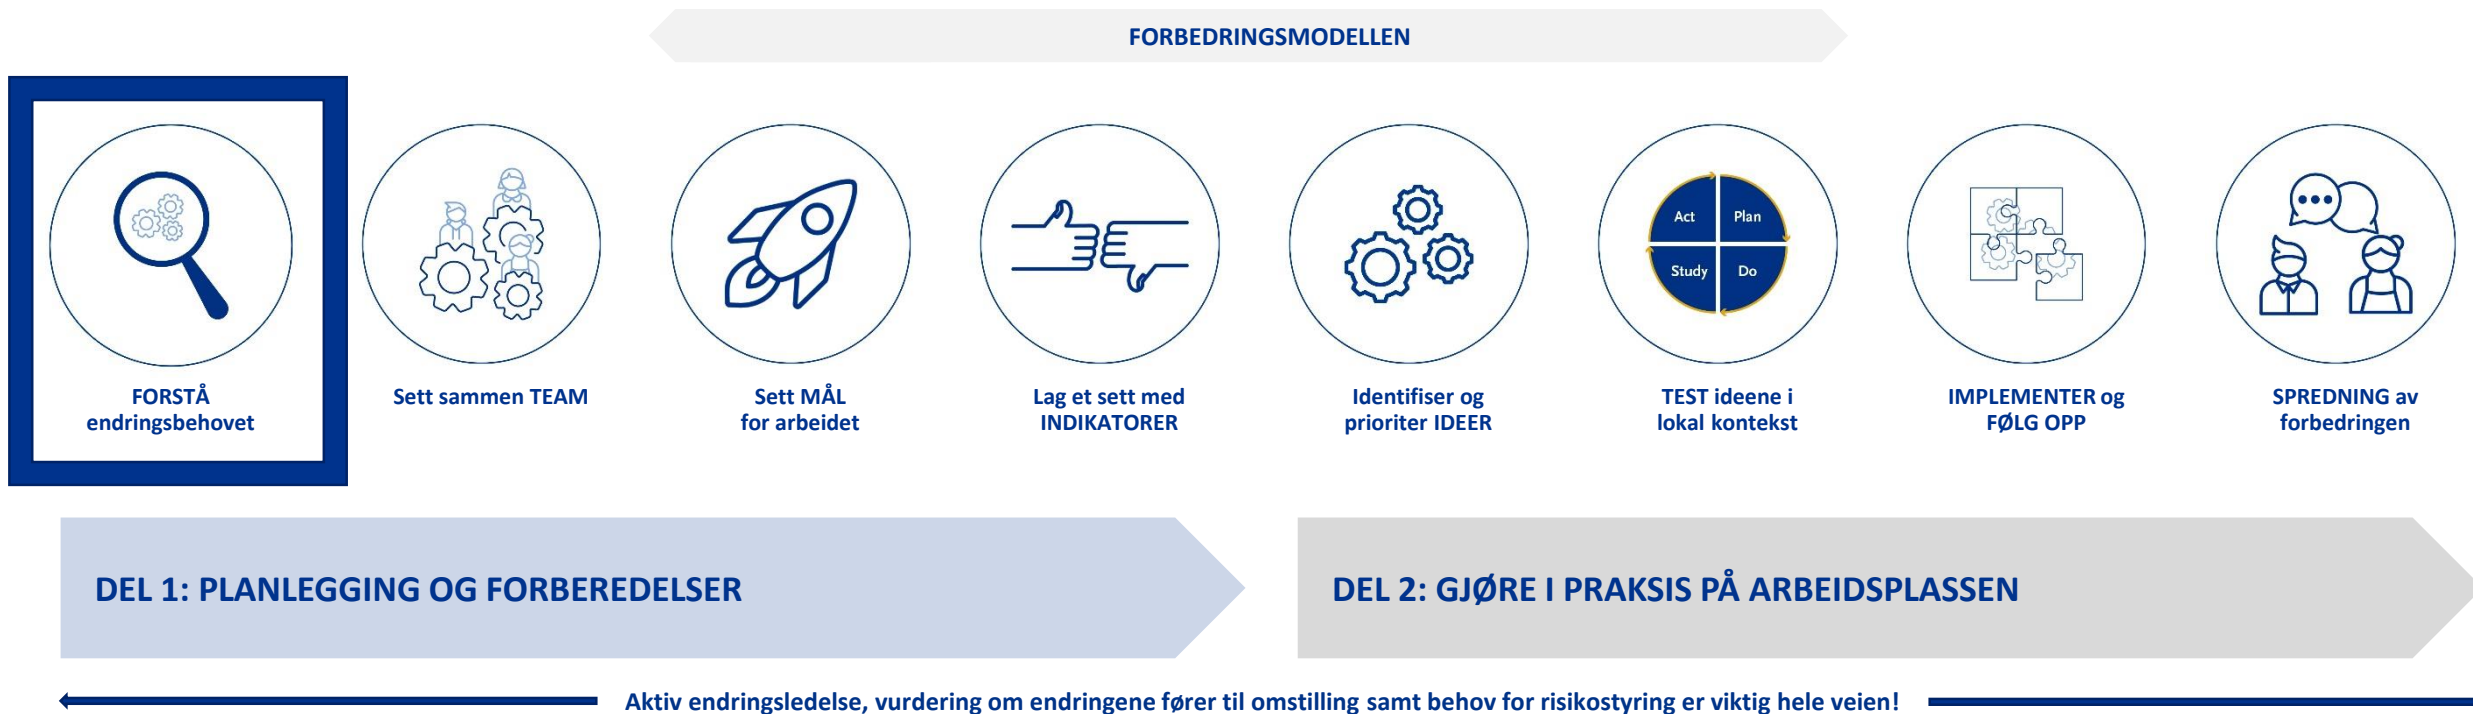 FORBEDRINGSMODELLEN
FORSTÅ
endringsbehovet
Sett sammen TEAM
Sett MÅL
for arbeidet
Lag et sett med
INDIKATORER
Identifiser og
prioriter IDEER
Act
Plan
Study
Do
TEST ideene i
lokal kontekst
IMPLEMENTER og
FØLG OPP
SPREDNING av
forbedringen
DEL 1: PLANLEGGING OG FORBEREDELSER
DEL 2: GJØRE I PRAKSIS PÅ ARBEIDSPLASSEN
Aktiv endringsledelse, vurdering om endringene fører til omstilling samt behov for risikostyring er viktig hele veien!